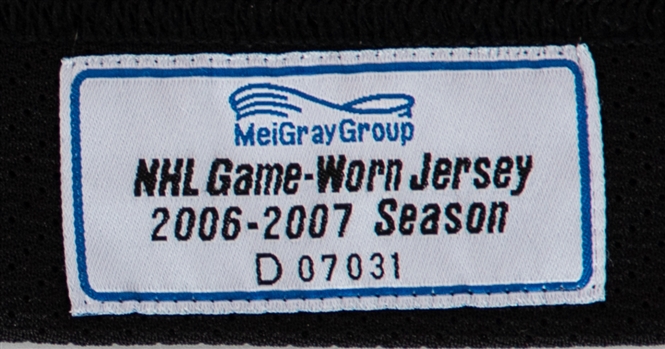 MeiGrayGroup
NHL Game-Worn Jersey
2006-2007 Season
D 07031